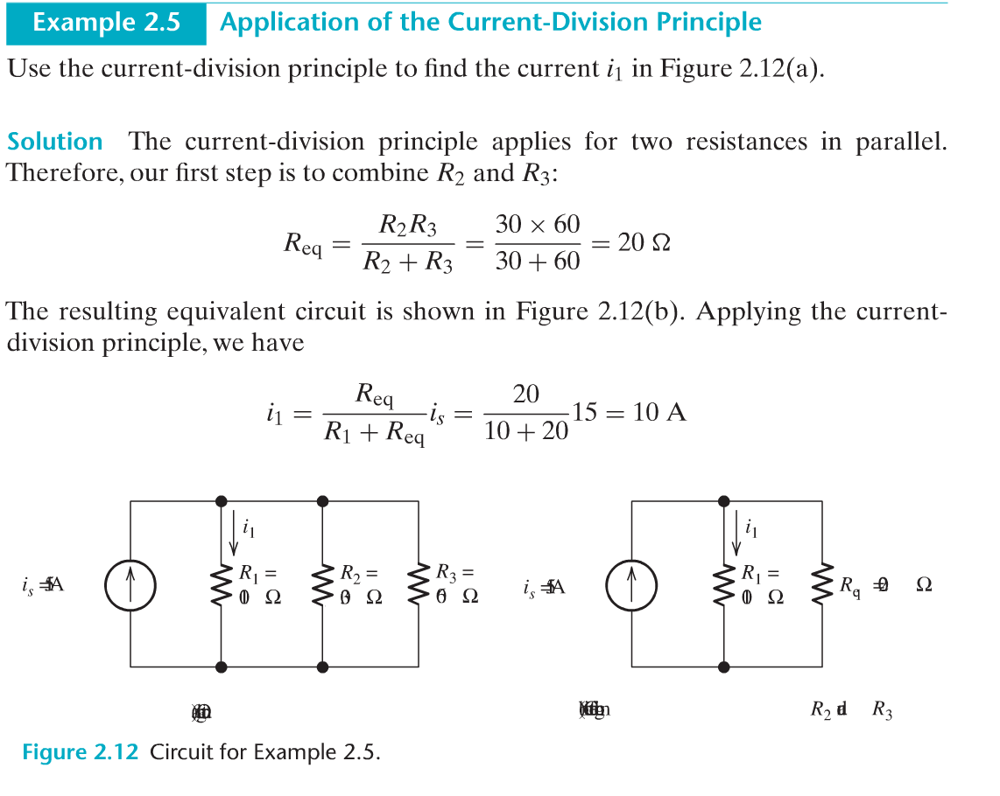 Example 2.5 Application of the Current-Division Principle
Use the current-division principle to find the current i₁ in Figure 2.12(a).
Solution The current-division principle applies for two resistances in parallel.
Therefore, our first step is to combine R₂ and R₃:
Req = R₂R₃ / (R₂ + R₃) = (30 × 60) / (30 + 60) = 20 Ω
The resulting equivalent circuit is shown in Figure 2.12(b). Applying the current-
division principle, we have
i₁ = Req / (R₁ + Req) iₛ = 20 / (10 + 20) 15 = 10 A
i₁
i₁
R₁ =
R₂ =
R₃ =
R₁ =
iₛ
Ω
Ω
Ω
iₛ
Ω
Ω
R₂
R₃
Figure 2.12 Circuit for Example 2.5.